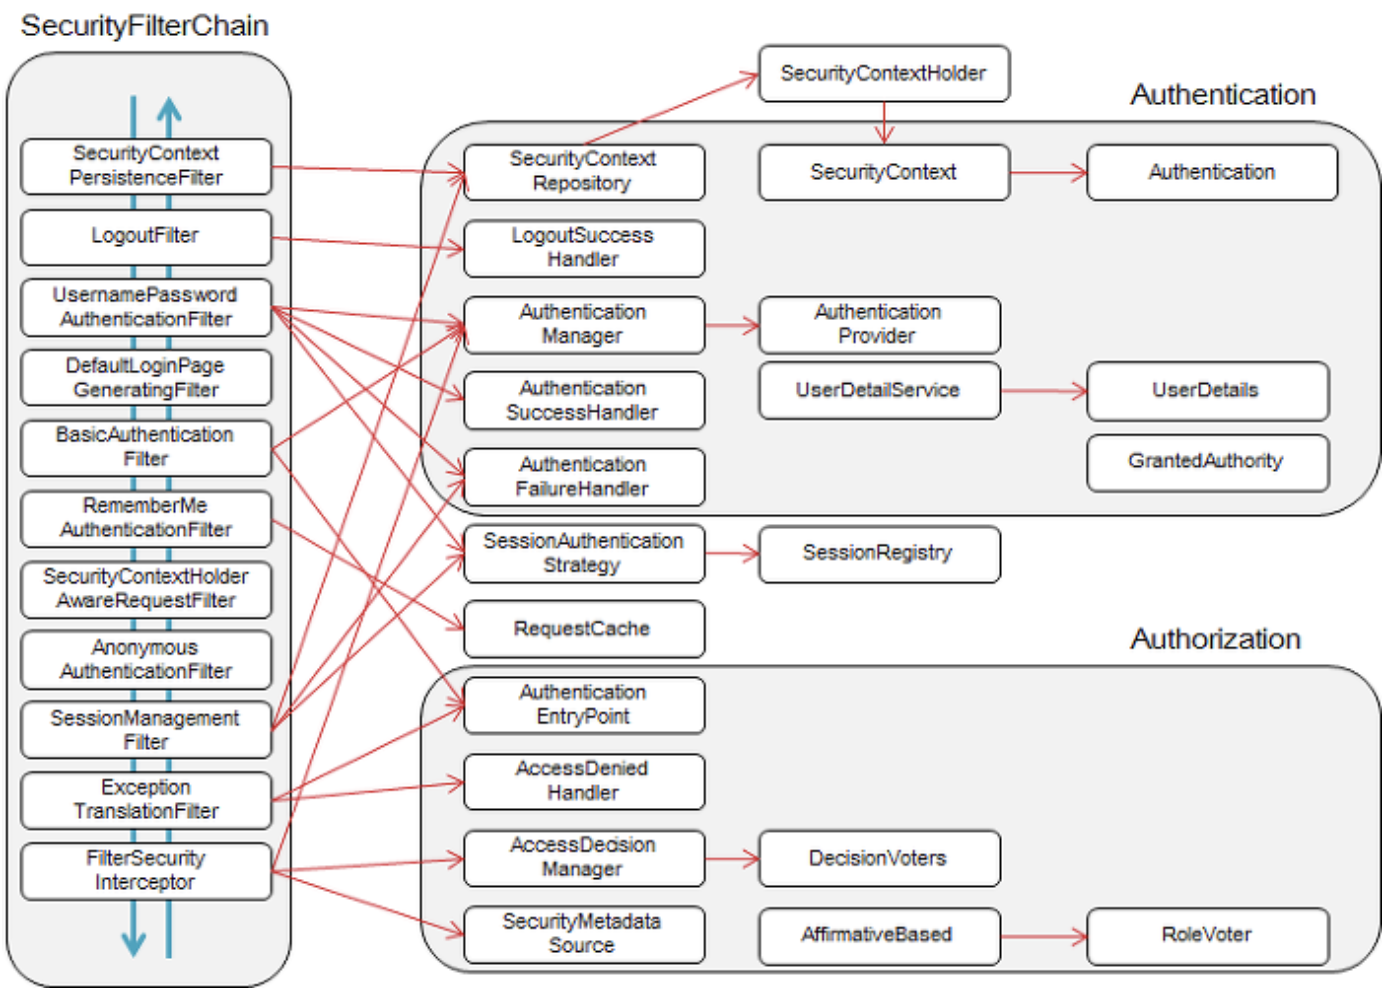 SecurityFilterChain
SecurityContext
PersistenceFilter
LogoutFilter
UsernamePassword
AuthenticationFilter
DefaultLoginPage
GeneratingFilter
BasicAuthentication
Filter
RememberMe
AuthenticationFilter
SecurityContextHolder
AwareRequestFilter
Anonymous
AuthenticationFilter
SessionManagement
Filter
Exception
TranslationFilter
FilterSecurity
Interceptor
SecurityContextHolder
Authentication
SecurityContext
Repository
SecurityContext
Authentication
LogoutSuccess
Handler
Authentication
Manager
Authentication
Provider
Authentication
SuccessHandler
UserDetailService
UserDetails
Authentication
FailureHandler
GrantedAuthority
SessionAuthentication
Strategy
SessionRegistry
RequestCache
Authorization
Authentication
EntryPoint
AccessDenied
Handler
AccessDecision
Manager
DecisionVoters
SecurityMetadata
Source
AffirmativeBased
RoleVoter